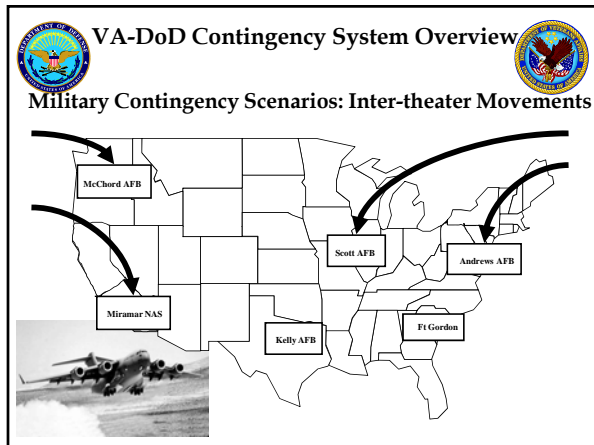 VA-DoD Contingency System Overview
Military Contingency Scenarios: Inter-theater Movements
McChord AFB
Scott AFB
Andrews AFB
Miramar NAS
Kelly AFB
Ft Gordon